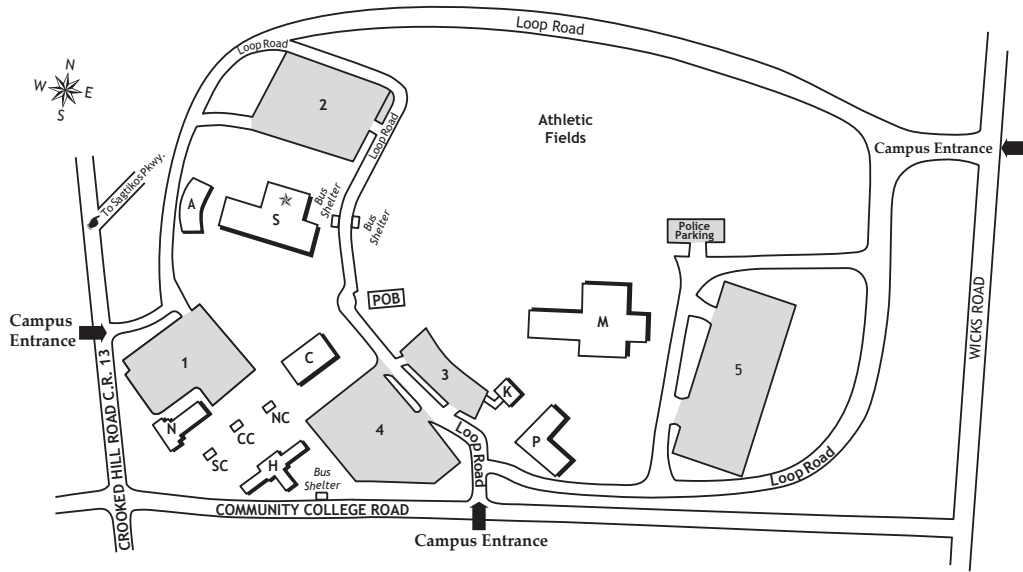 Loop Road
Loop Road
N
W
E
S
2
Loop Road
Athletic
Fields
Campus Entrance
To Sagtikos Pkwy.
A
S
Bus
Shelter
Bus
Shelter
Police
Parking
POB
Campus
Entrance
M
WICKS ROAD
1
C
3
5
K
N
NC
CC
SC
H
4
P
Loop Road
Loop Road
Bus
Shelter
CROOKED HILL ROAD C.R. 13
COMMUNITY COLLEGE ROAD
Campus Entrance